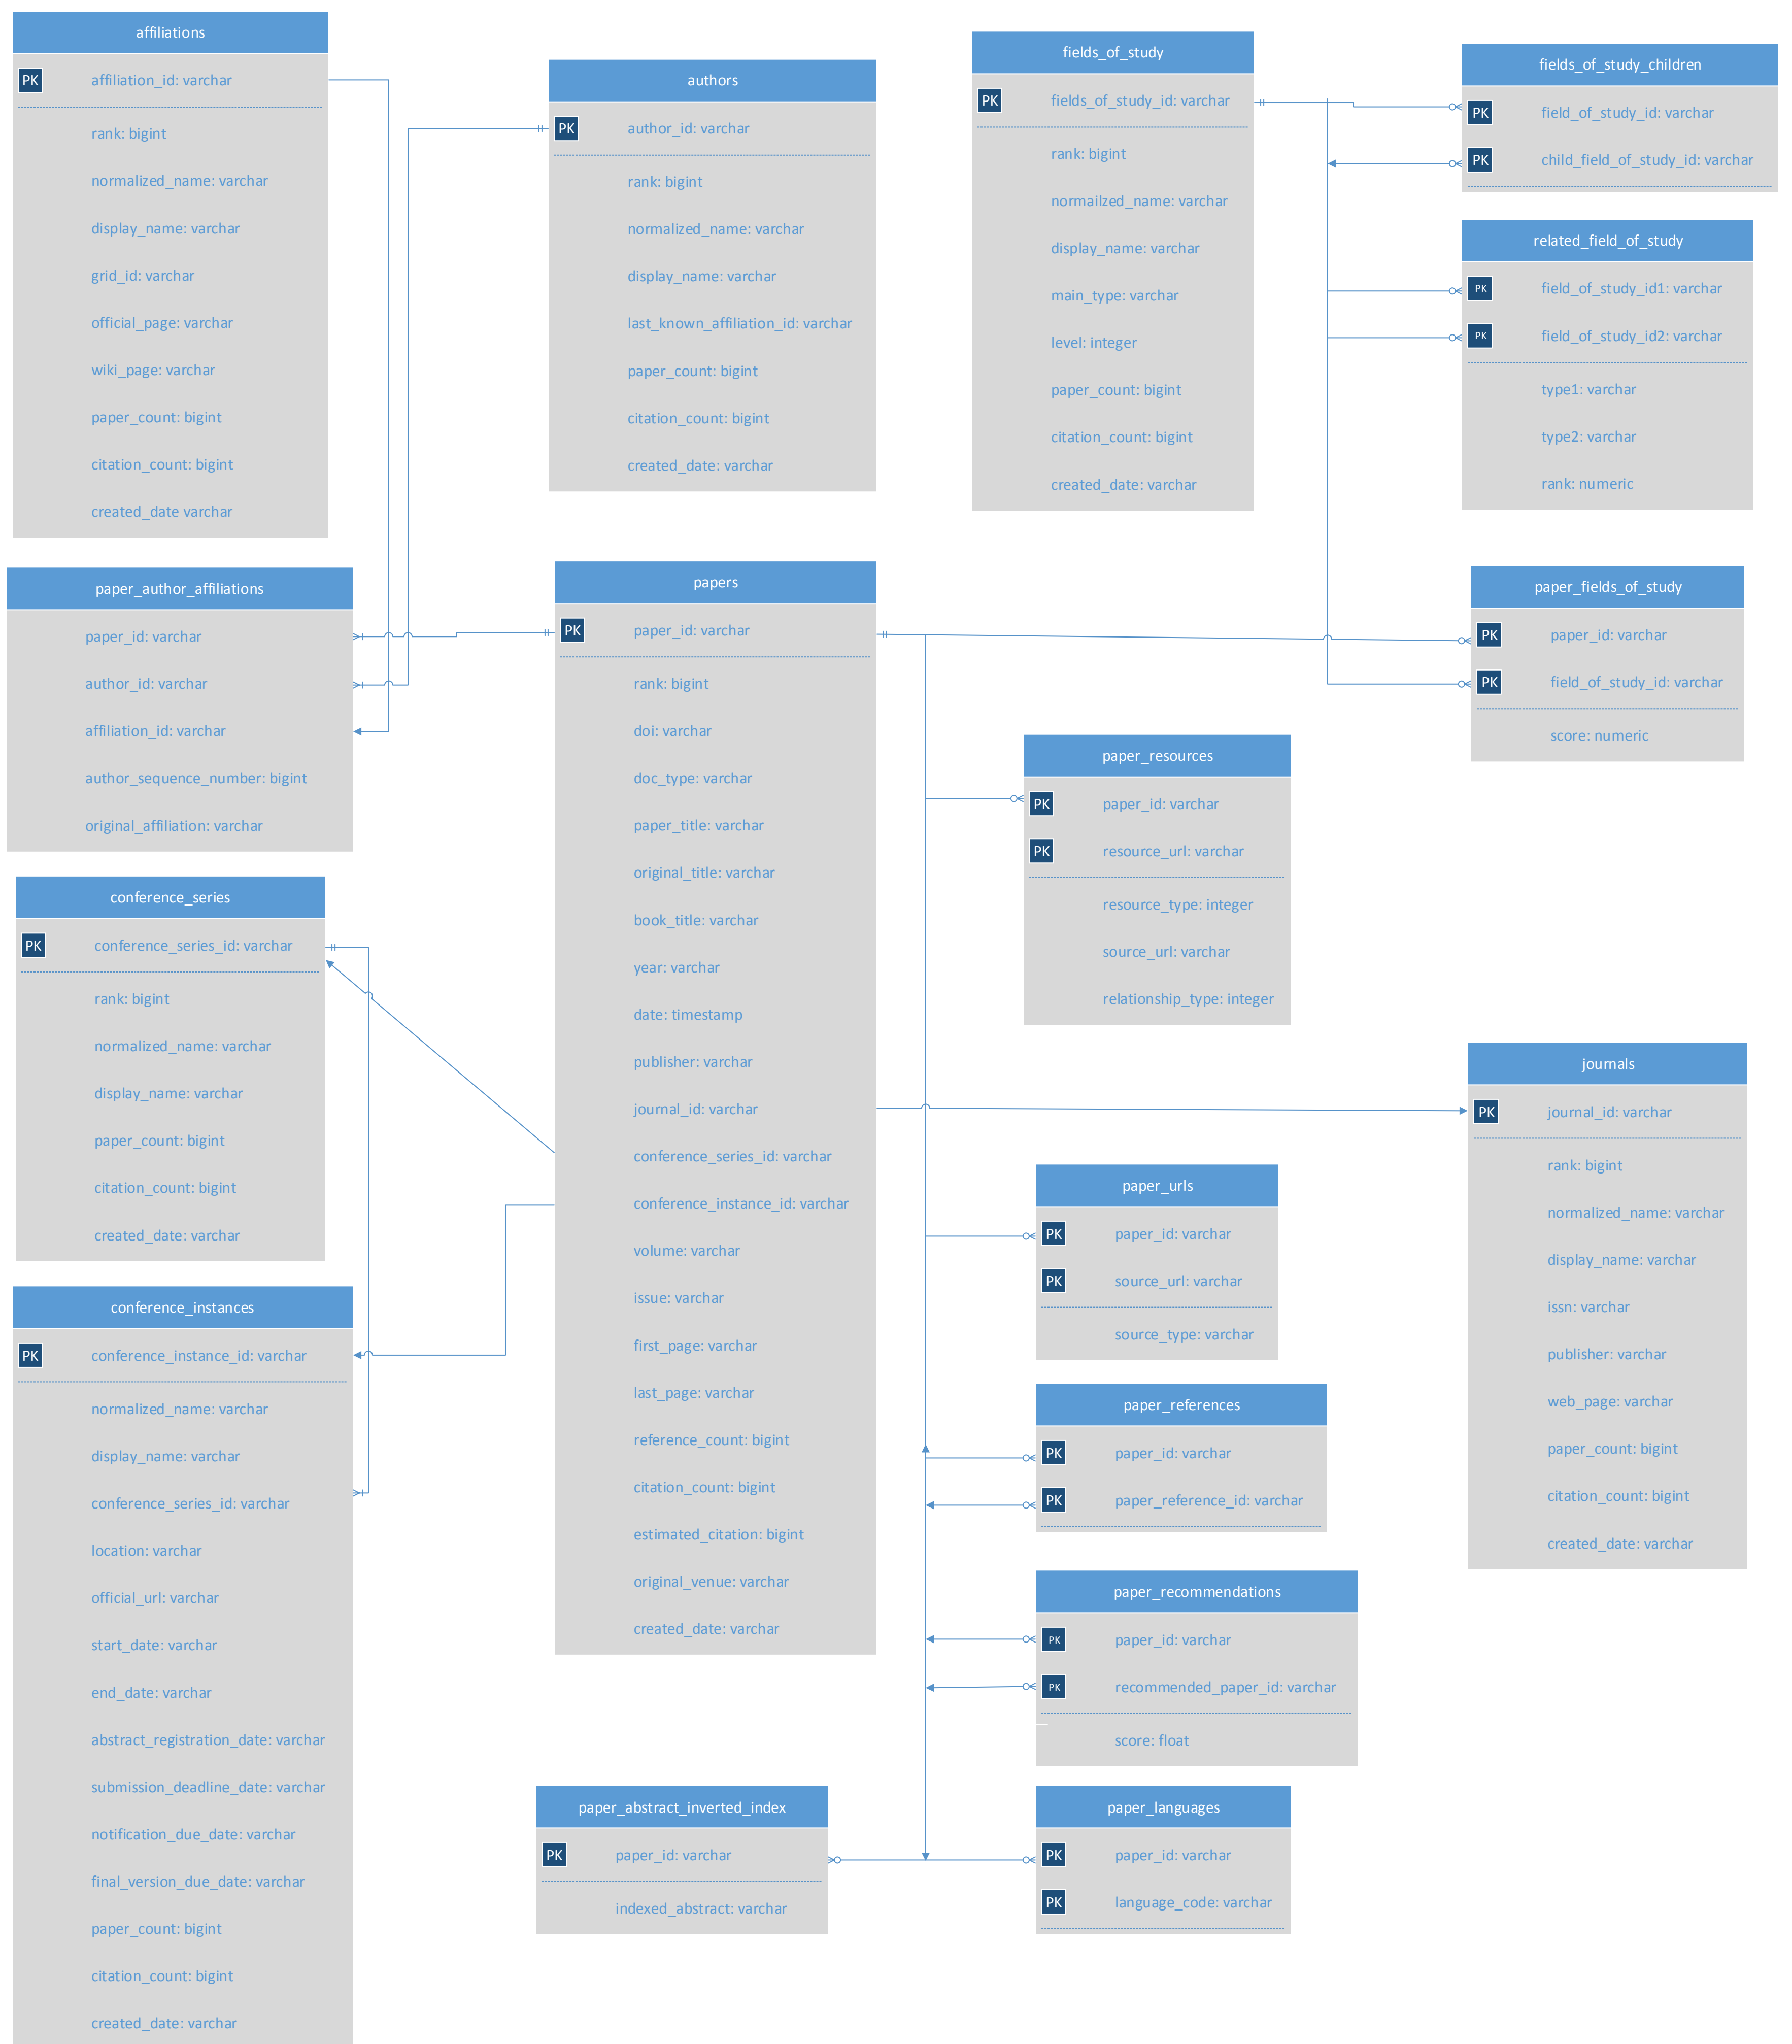 affiliations
PK affiliation_id: varchar
rank: bigint
normalized_name: varchar
display_name: varchar
grid_id: varchar
official_page: varchar
wiki_page: varchar
paper_count: bigint
citation_count: bigint
created_date varchar
authors
PK author_id: varchar
rank: bigint
normalized_name: varchar
display_name: varchar
last_known_affiliation_id: varchar
paper_count: bigint
citation_count: bigint
created_date: varchar
fields_of_study
PK fields_of_study_id: varchar
rank: bigint
normailzed_name: varchar
display_name: varchar
main_type: varchar
level: integer
paper_count: bigint
citation_count: bigint
created_date: varchar
fields_of_study_children
PK field_of_study_id: varchar
PK child_field_of_study_id: varchar
related_field_of_study
PK field_of_study_id1: varchar
PK field_of_study_id2: varchar
type1: varchar
type2: varchar
rank: numeric
paper_author_affiliations
paper_id: varchar
author_id: varchar
affiliation_id: varchar
author_sequence_number: bigint
original_affiliation: varchar
papers
PK paper_id: varchar
rank: bigint
doi: varchar
doc_type: varchar
paper_title: varchar
original_title: varchar
book_title: varchar
year: varchar
date: timestamp
publisher: varchar
journal_id: varchar
conference_series_id: varchar
conference_instance_id: varchar
volume: varchar
issue: varchar
first_page: varchar
last_page: varchar
reference_count: bigint
citation_count: bigint
estimated_citation: bigint
original_venue: varchar
created_date: varchar
paper_fields_of_study
PK paper_id: varchar
PK field_of_study_id: varchar
score: numeric
paper_resources
PK paper_id: varchar
PK resource_url: varchar
resource_type: integer
source_url: varchar
relationship_type: integer
conference_series
PK conference_series_id: varchar
rank: bigint
normalized_name: varchar
display_name: varchar
paper_count: bigint
citation_count: bigint
created_date: varchar
journals
PK journal_id: varchar
rank: bigint
normalized_name: varchar
display_name: varchar
issn: varchar
publisher: varchar
web_page: varchar
paper_count: bigint
citation_count: bigint
created_date: varchar
paper_urls
PK paper_id: varchar
PK source_url: varchar
source_type: varchar
conference_instances
PK conference_instance_id: varchar
normalized_name: varchar
display_name: varchar
conference_series_id: varchar
location: varchar
official_url: varchar
start_date: varchar
end_date: varchar
abstract_registration_date: varchar
submission_deadline_date: varchar
notification_due_date: varchar
final_version_due_date: varchar
paper_count: bigint
citation_count: bigint
created_date: varchar
paper_references
PK paper_id: varchar
PK paper_reference_id: varchar
paper_recommendations
PK paper_id: varchar
PK recommended_paper_id: varchar
score: float
paper_abstract_inverted_index
PK paper_id: varchar
indexed_abstract: varchar
paper_languages
PK paper_id: varchar
PK language_code: varchar